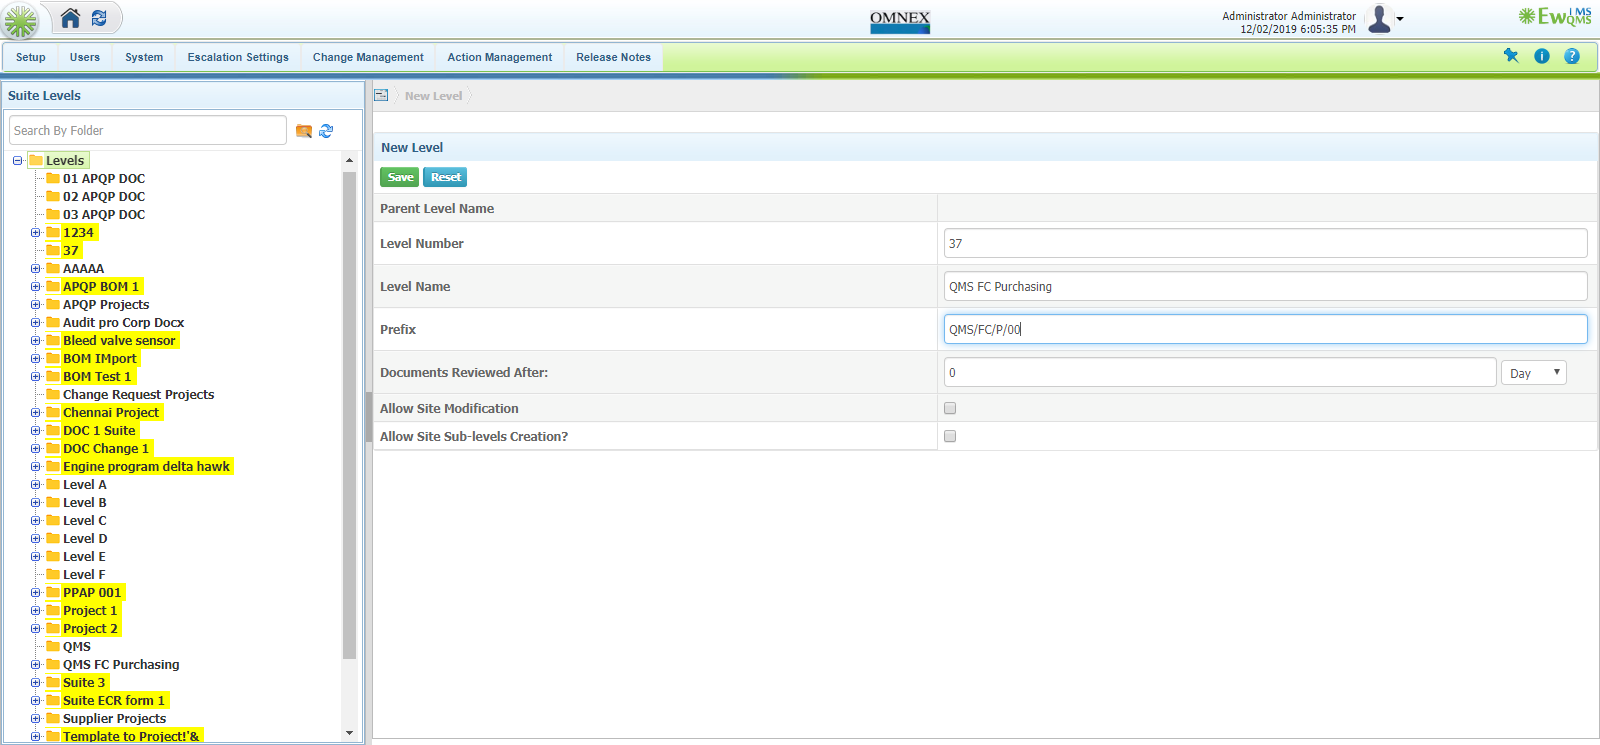 OMNEX
Administrator Administrator
12/02/2019 6:05:35 PM
EwIMS
QMS
Setup Users System Escalation Settings Change Management Action Management Release Notes
Suite Levels
Search By Folder
Levels
01 APQP DOC
02 APQP DOC
03 APQP DOC
1234
37
AAAAA
APQP BOM 1
APQP Projects
Audit pro Corp Docx
Bleed valve sensor
BOM IMport
BOM Test 1
Change Request Projects
Chennai Project
DOC 1 Suite
DOC Change 1
Engine program delta hawk
Level A
Level B
Level C
Level D
Level E
Level F
PPAP 001
Project 1
Project 2
QMS
QMS FC Purchasing
Suite 3
Suite ECR form 1
Supplier Projects
Template to Project!'&
New Level
New Level
Save Reset
Parent Level Name
Level Number 37
Level Name QMS FC Purchasing
Prefix QMS/FC/P/00
Documents Reviewed After: 0 Day
Allow Site Modification
Allow Site Sub-levels Creation?